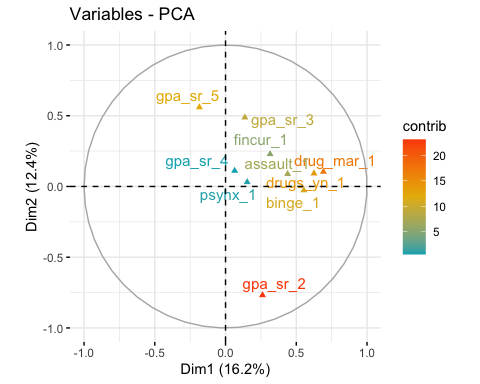 Variables - PCA
1.0
0.5
0.0
-0.5
-1.0
Dim2 (12.4%)
gpa_sr_5
gpa_sr_3
fincur_1
gpa_sr_4
assault_1
drug_mar_1
drugs_yn_1
psyhx_1
binge_1
gpa_sr_2
-1.0
-0.5
0.0
0.5
1.0
Dim1 (16.2%)
contrib
20
15
10
5